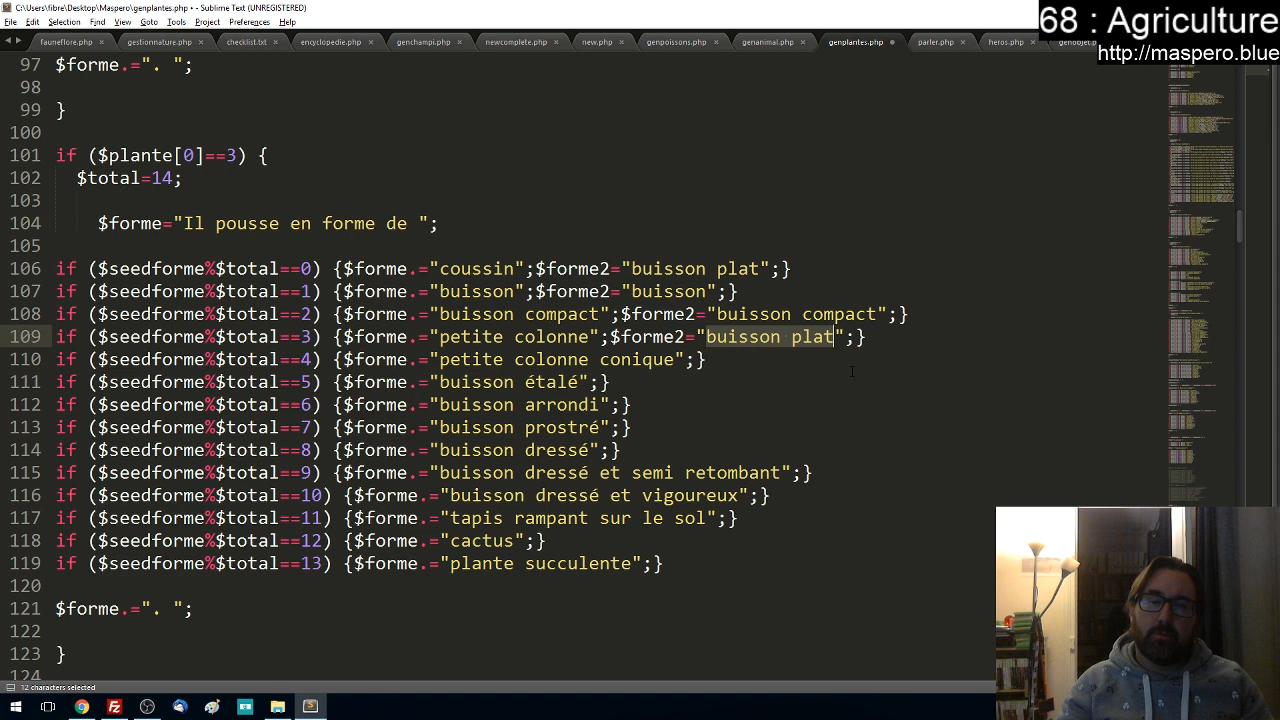 C:\Users\fibre\Desktop\Maspero\genplantes.php • - Sublime Text (UNREGISTERED)
File Edit Selection Find View Goto Tools Project Preferences Help
68 : Agriculture
http://maspero.blue
fauneflore.php × gestionnature.php × checklist.txt × encyclopedie.php × genchampi.php × newcomplete.php × new.php × genpoissons.php × genanimal.php × genplantes.php parler.php × heros.php × genobjet.php
97 $forme.=". ";
98
99 }
100
101 if ($plante[0]==3) {
102 $total=14;
103
104 $forme="Il pousse en forme de ";
105
106 if ($seedforme%$total==0) {$forme.="coussin";$forme2="buisson plat";}
107 if ($seedforme%$total==1) {$forme.="buisson";$forme2="buisson";}
108 if ($seedforme%$total==2) {$forme.="buisson compact";$forme2="buisson compact";}
109 if ($seedforme%$total==3) {$forme.="petite colonne";$forme2="buisson plat";}
110 if ($seedforme%$total==4) {$forme.="petite colonne conique";}
111 if ($seedforme%$total==5) {$forme.="buisson étalé";}
112 if ($seedforme%$total==6) {$forme.="buisson arrondi";}
113 if ($seedforme%$total==7) {$forme.="buisson prostré";}
114 if ($seedforme%$total==8) {$forme.="buisson dressé";}
115 if ($seedforme%$total==9) {$forme.="buisson dressé et semi retombant";}
116 if ($seedforme%$total==10) {$forme.="buisson dressé et vigoureux";}
117 if ($seedforme%$total==11) {$forme.="tapis rampant sur le sol";}
118 if ($seedforme%$total==12) {$forme.="cactus";}
119 if ($seedforme%$total==13) {$forme.="plante succulente";}
120
121 $forme.=". ";
122
123 }
124
12 characters selected